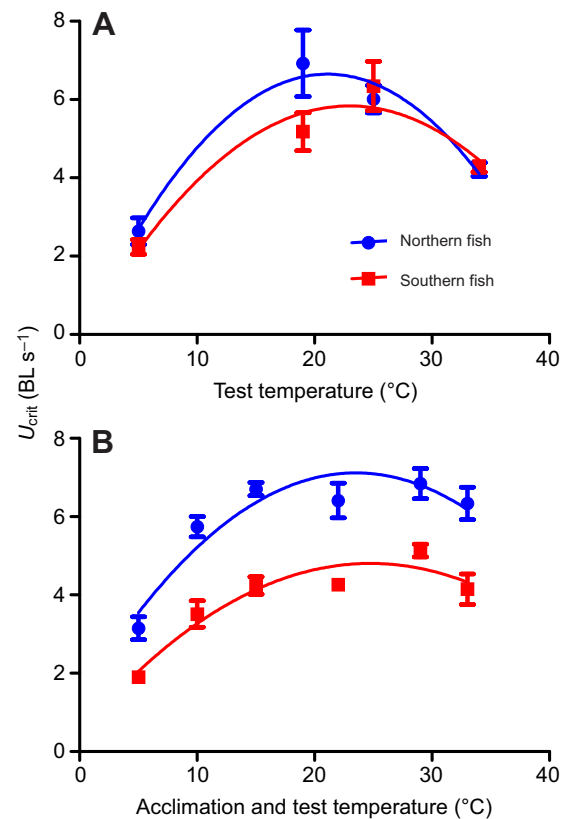 A
8
6
4
2
0
Northern fish
Southern fish
0 10 20 30 40
Test temperature (°C)
U_crit (BL s⁻¹)
B
8
6
4
2
0
0 10 20 30 40
Acclimation and test temperature (°C)